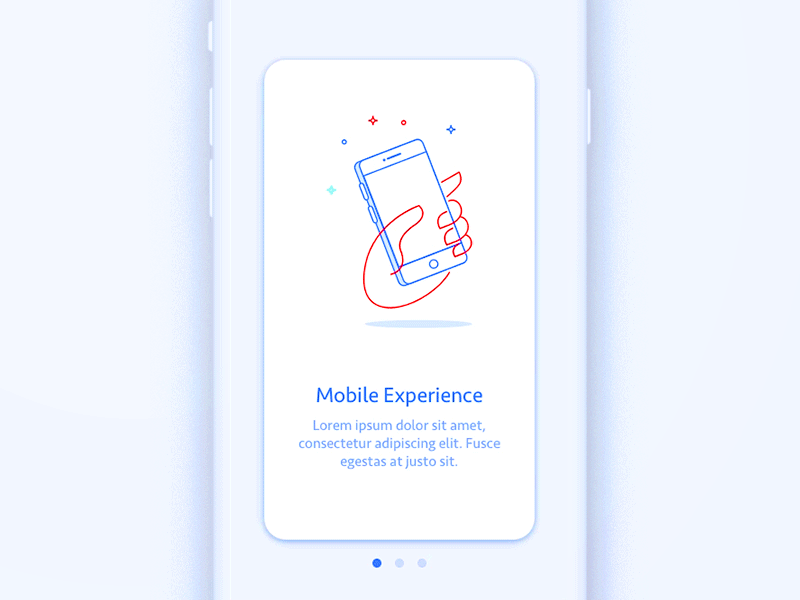 Mobile Experience
Lorem ipsum dolor sit amet,
consectetur adipiscing elit. Fusce
egestas at justo sit.